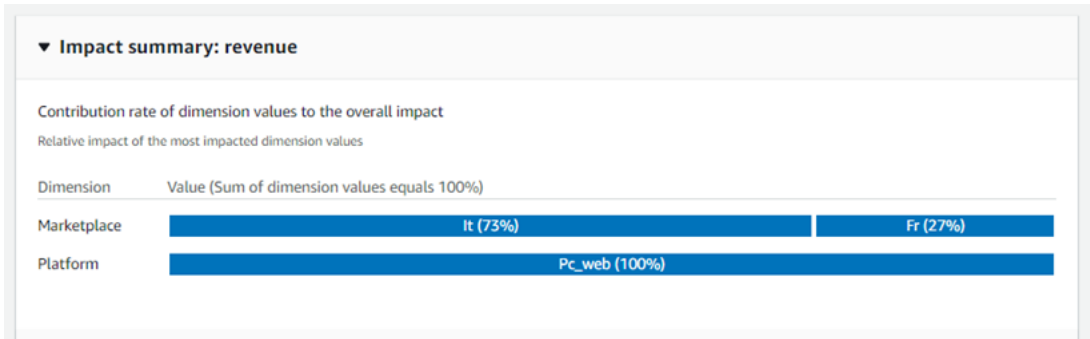 Impact summary: revenue
Contribution rate of dimension values to the overall impact
Relative impact of the most impacted dimension values
Dimension Value (Sum of dimension values equals 100%)
Marketplace It (73%) Fr (27%)
Platform Pc_web (100%)